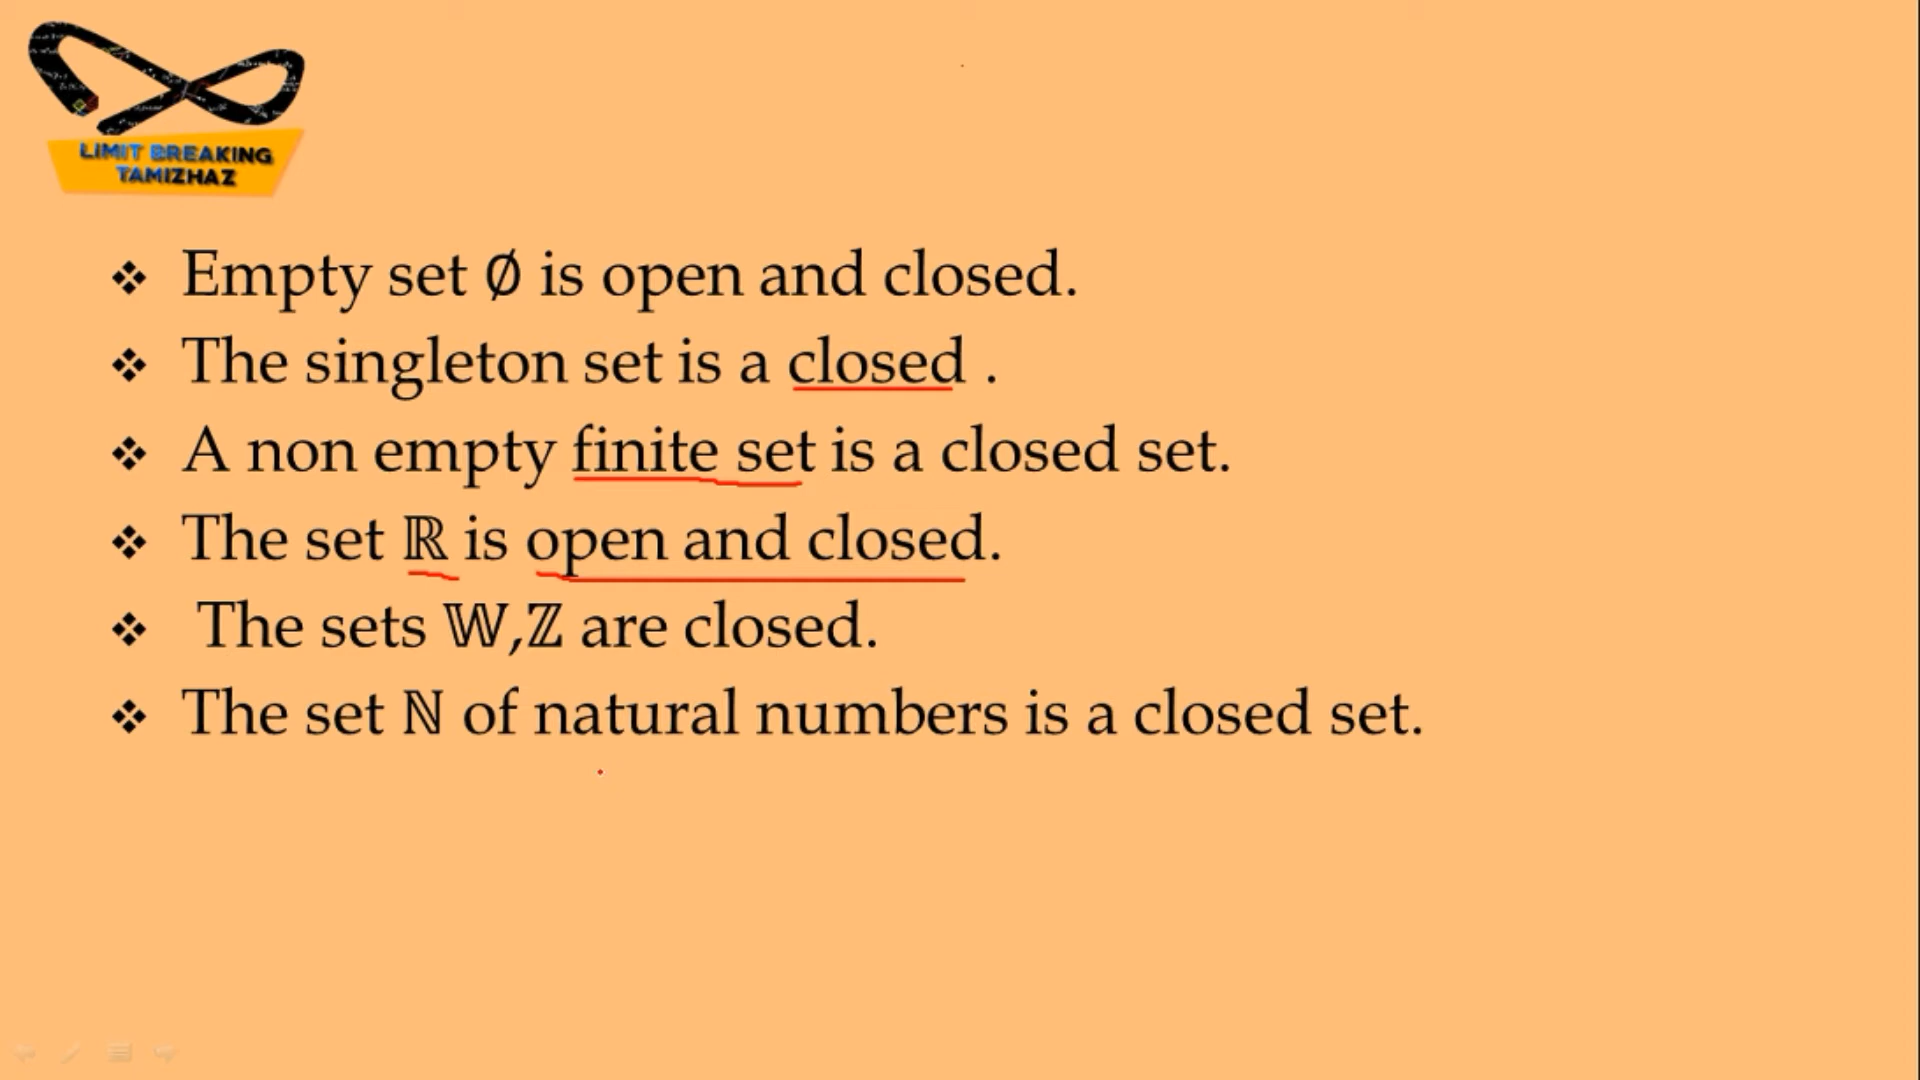 LIMIT BREAKING
TAMIZHAZ
❖ Empty set ∅ is open and closed.
❖ The singleton set is a closed .
❖ A non empty finite set is a closed set.
❖ The set ℝ is open and closed.
❖ The sets 𝕎,ℤ are closed.
❖ The set ℕ of natural numbers is a closed set.